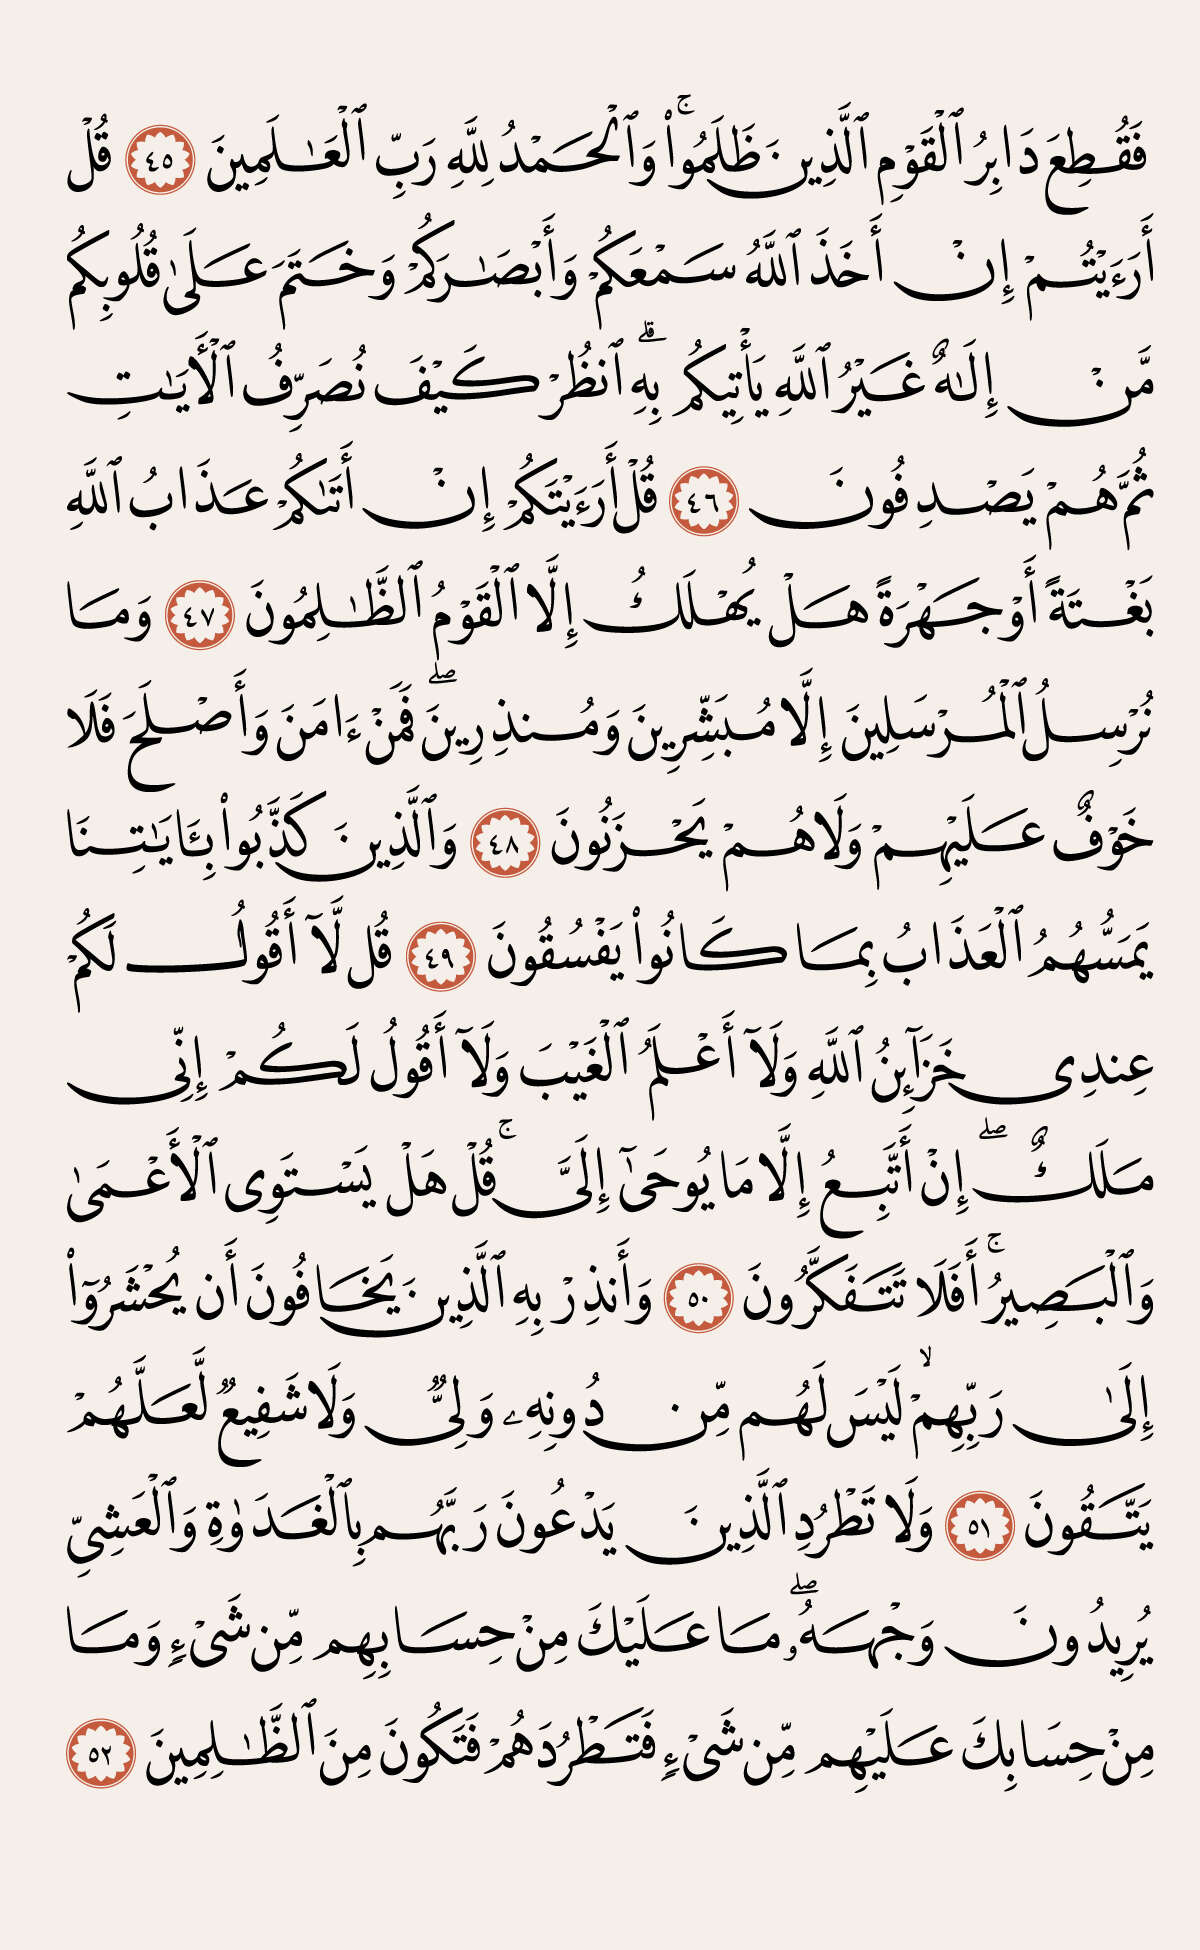 فَقُطِعَ دَابِرُ ٱلْقَوْمِ ٱلَّذِينَ ظَلَمُوا۟ ۚ وَٱلْحَمْدُ لِلَّهِ رَبِّ ٱلْعَـٰلَمِينَ ٤٥ قُلْ
أَرَءَيْتُمْ إِنْ أَخَذَ ٱللَّهُ سَمْعَكُمْ وَأَبْصَـٰرَكُمْ وَخَتَمَ عَلَىٰ قُلُوبِكُم
مَّنْ إِلَـٰهٌ غَيْرُ ٱللَّهِ يَأْتِيكُم بِهِ ۗ ٱنظُرْ كَيْفَ نُصَرِّفُ ٱلْـَٔايَـٰتِ
ثُمَّ هُمْ يَصْدِفُونَ ٤٦ قُلْ أَرَءَيْتَكُمْ إِنْ أَتَىٰكُمْ عَذَابُ ٱللَّهِ
بَغْتَةً أَوْ جَهْرَةً هَلْ يُهْلَكُ إِلَّا ٱلْقَوْمُ ٱلظَّـٰلِمُونَ ٤٧ وَمَا
نُرْسِلُ ٱلْمُرْسَلِينَ إِلَّا مُبَشِّرِينَ وَمُنذِرِينَ ۖ فَمَنْ ءَامَنَ وَأَصْلَحَ فَلَا
خَوْفٌ عَلَيْهِمْ وَلَا هُمْ يَحْزَنُونَ ٤٨ وَٱلَّذِينَ كَذَّبُوا۟ بِـَٔايَـٰتِنَا
يَمَسُّهُمُ ٱلْعَذَابُ بِمَا كَانُوا۟ يَفْسُقُونَ ٤٩ قُل لَّآ أَقُولُ لَكُمْ
عِندِى خَزَآئِنُ ٱللَّهِ وَلَآ أَعْلَمُ ٱلْغَيْبَ وَلَآ أَقُولُ لَكُمْ إِنِّى
مَلَكٌ ۖ إِنْ أَتَّبِعُ إِلَّا مَا يُوحَىٰٓ إِلَىَّ ۚ قُلْ هَلْ يَسْتَوِى ٱلْأَعْمَىٰ
وَٱلْبَصِيرُ ۚ أَفَلَا تَتَفَكَّرُونَ ٥٠ وَأَنذِرْ بِهِ ٱلَّذِينَ يَخَافُونَ أَن يُحْشَرُوٓا۟
إِلَىٰ رَبِّهِمْ ۙ لَيْسَ لَهُم مِّن دُونِهِۦ وَلِىٌّ وَلَا شَفِيعٌ لَّعَلَّهُمْ
يَتَّقُونَ ٥١ وَلَا تَطْرُدِ ٱلَّذِينَ يَدْعُونَ رَبَّهُم بِٱلْغَدَوٰةِ وَٱلْعَشِىِّ
يُرِيدُونَ وَجْهَهُۥ ۖ مَا عَلَيْكَ مِنْ حِسَابِهِم مِّن شَىْءٍ وَمَا
مِنْ حِسَابِكَ عَلَيْهِم مِّن شَىْءٍ فَتَطْرُدَهُمْ فَتَكُونَ مِنَ ٱلظَّـٰلِمِينَ ٥٢